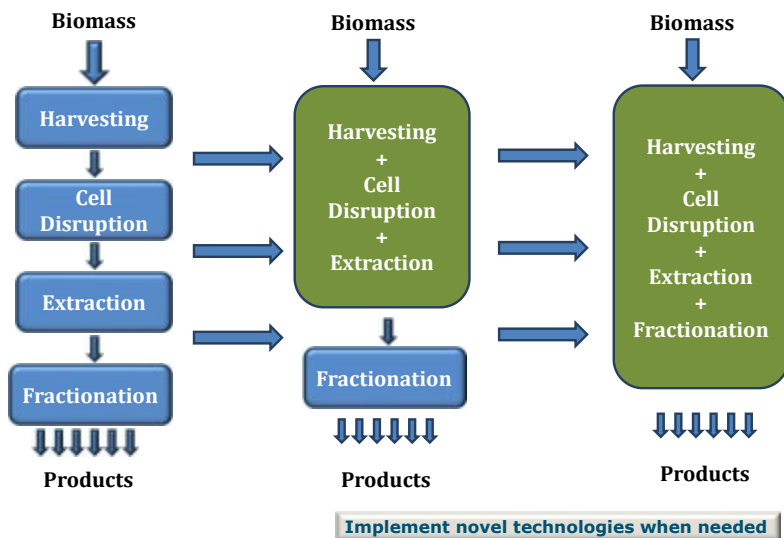 Biomass
Harvesting
Cell
Disruption
Extraction
Fractionation
Products
Biomass
Harvesting
+
Cell
Disruption
+
Extraction
Fractionation
Products
Biomass
Harvesting
+
Cell
Disruption
+
Extraction
+
Fractionation
Products
Implement novel technologies when needed